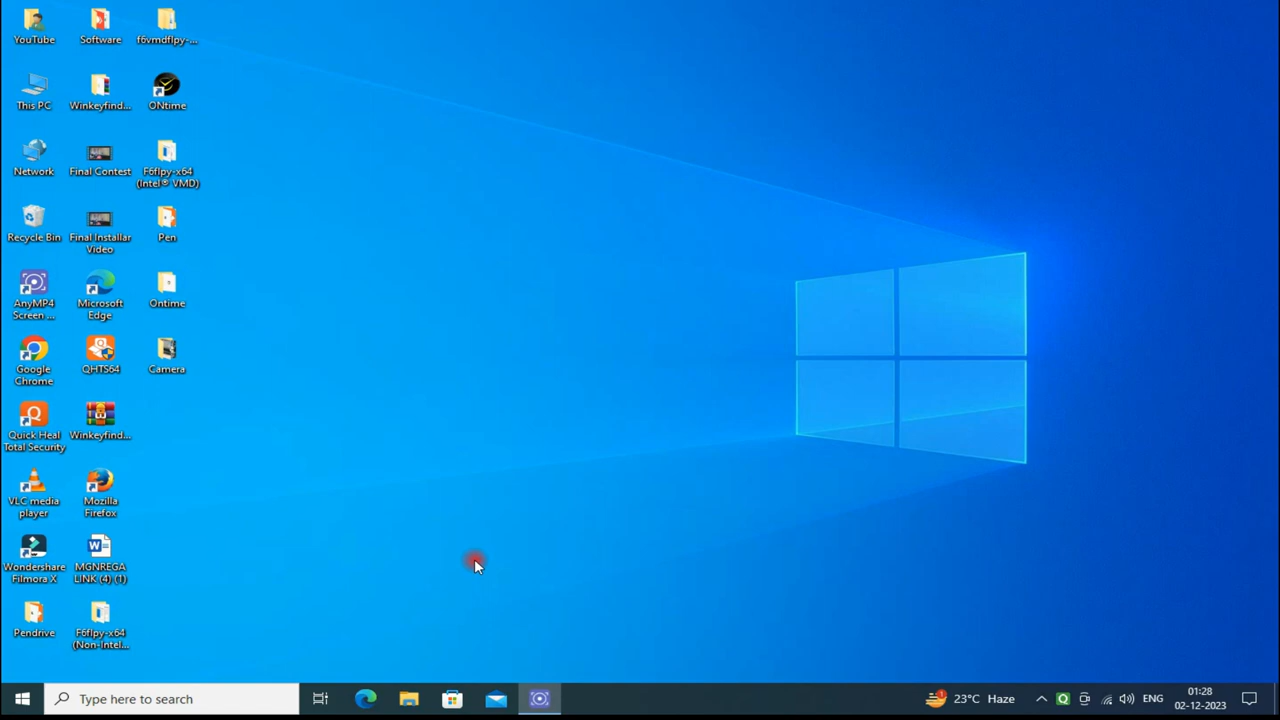 YouTube
Software
f6vmdflpy-...
This PC
Winkeyfind...
ONtime
Network
Final Contest
F6flpy-x64
(Intel® VMD)
Recycle Bin
Final Installar
Video
Pen
AnyMP4
Screen ...
Microsoft
Edge
Ontime
Google
Chrome
QHTS64
Camera
Quick Heal
Total Security
Winkeyfind...
VLC media
player
Mozilla
Firefox
Wondershare
Filmora X
MGNREGA
LINK (4) (1)
Pendrive
F6flpy-x64
(Non-Intel...
Type here to search
23°C Haze
ENG
01:28
02-12-2023